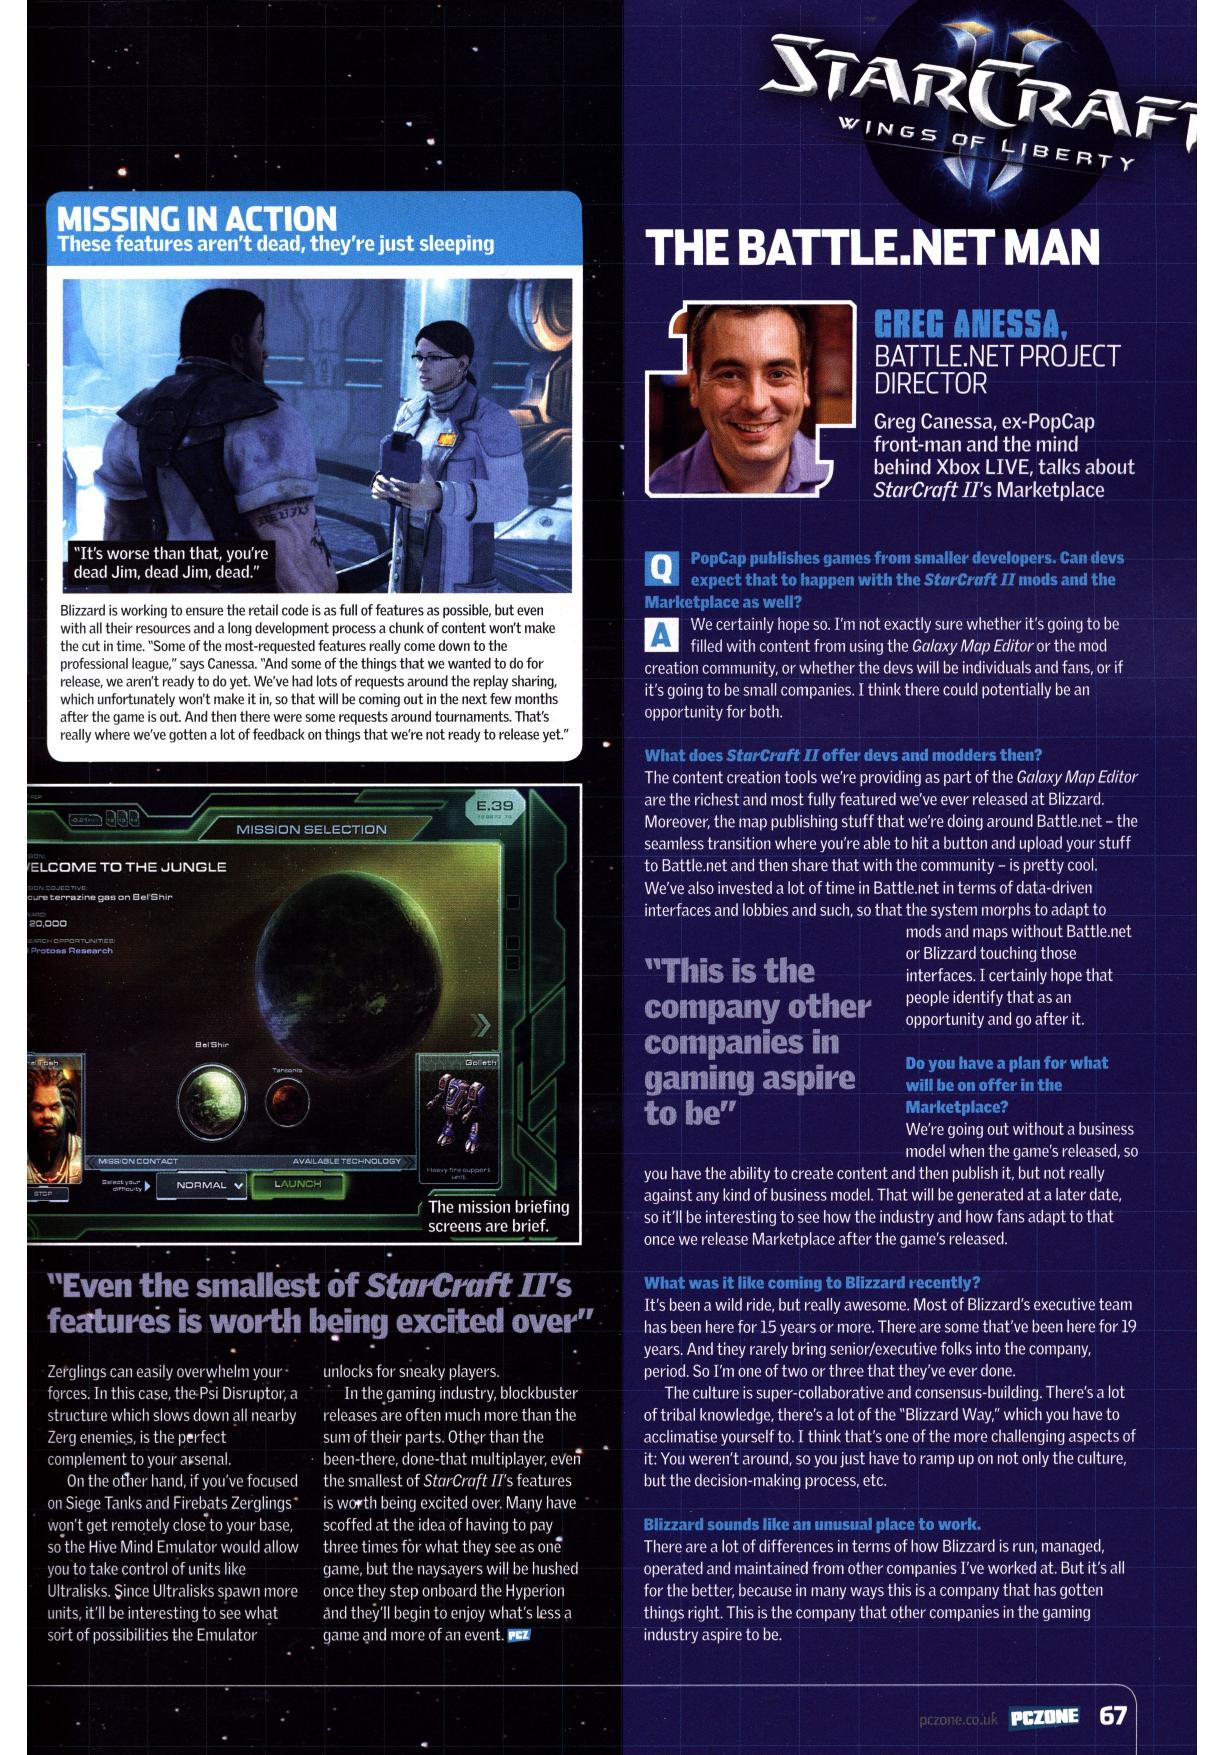 STARCRAFT
WINGS OF LIBERTY
MISSING IN ACTION
These features aren't dead, they're just sleeping
"It's worse than that, you're
dead Jim, dead Jim, dead."
Blizzard is working to ensure the retail code is as full of features as possible, but even
with all their resources and a long development process a chunk of content won't make
the cut in time. "Some of the most-requested features really come down to the
professional league," says Canessa. "And some of the things that we wanted to do for
release, we aren't ready to do yet. We've had lots of requests around the replay sharing,
which unfortunately won't make it in, so that will be coming out in the next few months
after the game is out. And then there were some requests around tournaments. That's
really where we've gotten a lot of feedback on things that we're not ready to release yet."
E.39
MISSION SELECTION
ELCOME TO THE JUNGLE
ION OBJECTIVE:
cure terrazine gas on Bel'Shir
20,000
EARCH OPPORTUNITIES:
Protoss Research
Bel'Shir
Tarsonis
Goliath
Heavy fire support
unit.
MISSION CONTACT
AVAILABLE TECHNOLOGY
STOP
Select your
difficulty
NORMAL
LAUNCH
The mission briefing
screens are brief.
"Even the smallest of StarCraft II's
features is worth being excited over"
Zerglings can easily overwhelm your
forces. In this case, the Psi Disruptor, a
structure which slows down all nearby
Zerg enemies, is the perfect
complement to your arsenal.
On the other hand, if you've focused
on Siege Tanks and Firebats Zerglings
won't get remotely close to your base,
so the Hive Mind Emulator would allow
you to take control of units like
Ultralisks. Since Ultralisks spawn more
units, it'll be interesting to see what
sort of possibilities the Emulator
unlocks for sneaky players.
In the gaming industry, blockbuster
releases are often much more than the
sum of their parts. Other than the
been-there, done-that multiplayer, even
the smallest of StarCraft II's features
is worth being excited over. Many have
scoffed at the idea of having to pay
three times for what they see as one
game, but the naysayers will be hushed
once they step onboard the Hyperion
and they'll begin to enjoy what's less a
game and more of an event. PCZ
THE BATTLE.NET MAN
GREG ANESSA,
BATTLE.NET PROJECT
DIRECTOR
Greg Canessa, ex-PopCap
front-man and the mind
behind Xbox LIVE, talks about
StarCraft II's Marketplace
Q PopCap publishes games from smaller developers. Can devs
expect that to happen with the StarCraft II mods and the
Marketplace as well?
A We certainly hope so. I'm not exactly sure whether it's going to be
filled with content from using the Galaxy Map Editor or the mod
creation community, or whether the devs will be individuals and fans, or if
it's going to be small companies. I think there could potentially be an
opportunity for both.
What does StarCraft II offer devs and modders then?
The content creation tools we're providing as part of the Galaxy Map Editor
are the richest and most fully featured we've ever released at Blizzard.
Moreover, the map publishing stuff that we're doing around Battle.net – the
seamless transition where you're able to hit a button and upload your stuff
to Battle.net and then share that with the community – is pretty cool.
We've also invested a lot of time in Battle.net in terms of data-driven
interfaces and lobbies and such, so that the system morphs to adapt to
mods and maps without Battle.net
or Blizzard touching those
interfaces. I certainly hope that
people identify that as an
opportunity and go after it.
"This is the
company other
companies in
gaming aspire
to be"
Do you have a plan for what
will be on offer in the
Marketplace?
We're going out without a business
model when the game's released, so
you have the ability to create content and then publish it, but not really
against any kind of business model. That will be generated at a later date,
so it'll be interesting to see how the industry and how fans adapt to that
once we release Marketplace after the game's released.
What was it like coming to Blizzard recently?
It's been a wild ride, but really awesome. Most of Blizzard's executive team
has been here for 15 years or more. There are some that've been here for 19
years. And they rarely bring senior/executive folks into the company,
period. So I'm one of two or three that they've ever done.
The culture is super-collaborative and consensus-building. There's a lot
of tribal knowledge, there's a lot of the "Blizzard Way," which you have to
acclimatise yourself to. I think that's one of the more challenging aspects of
it: You weren't around, so you just have to ramp up on not only the culture,
but the decision-making process, etc.
Blizzard sounds like an unusual place to work.
There are a lot of differences in terms of how Blizzard is run, managed,
operated and maintained from other companies I've worked at. But it's all
for the better, because in many ways this is a company that has gotten
things right. This is the company that other companies in the gaming
industry aspire to be.
pczone.co.uk PCZONE 67